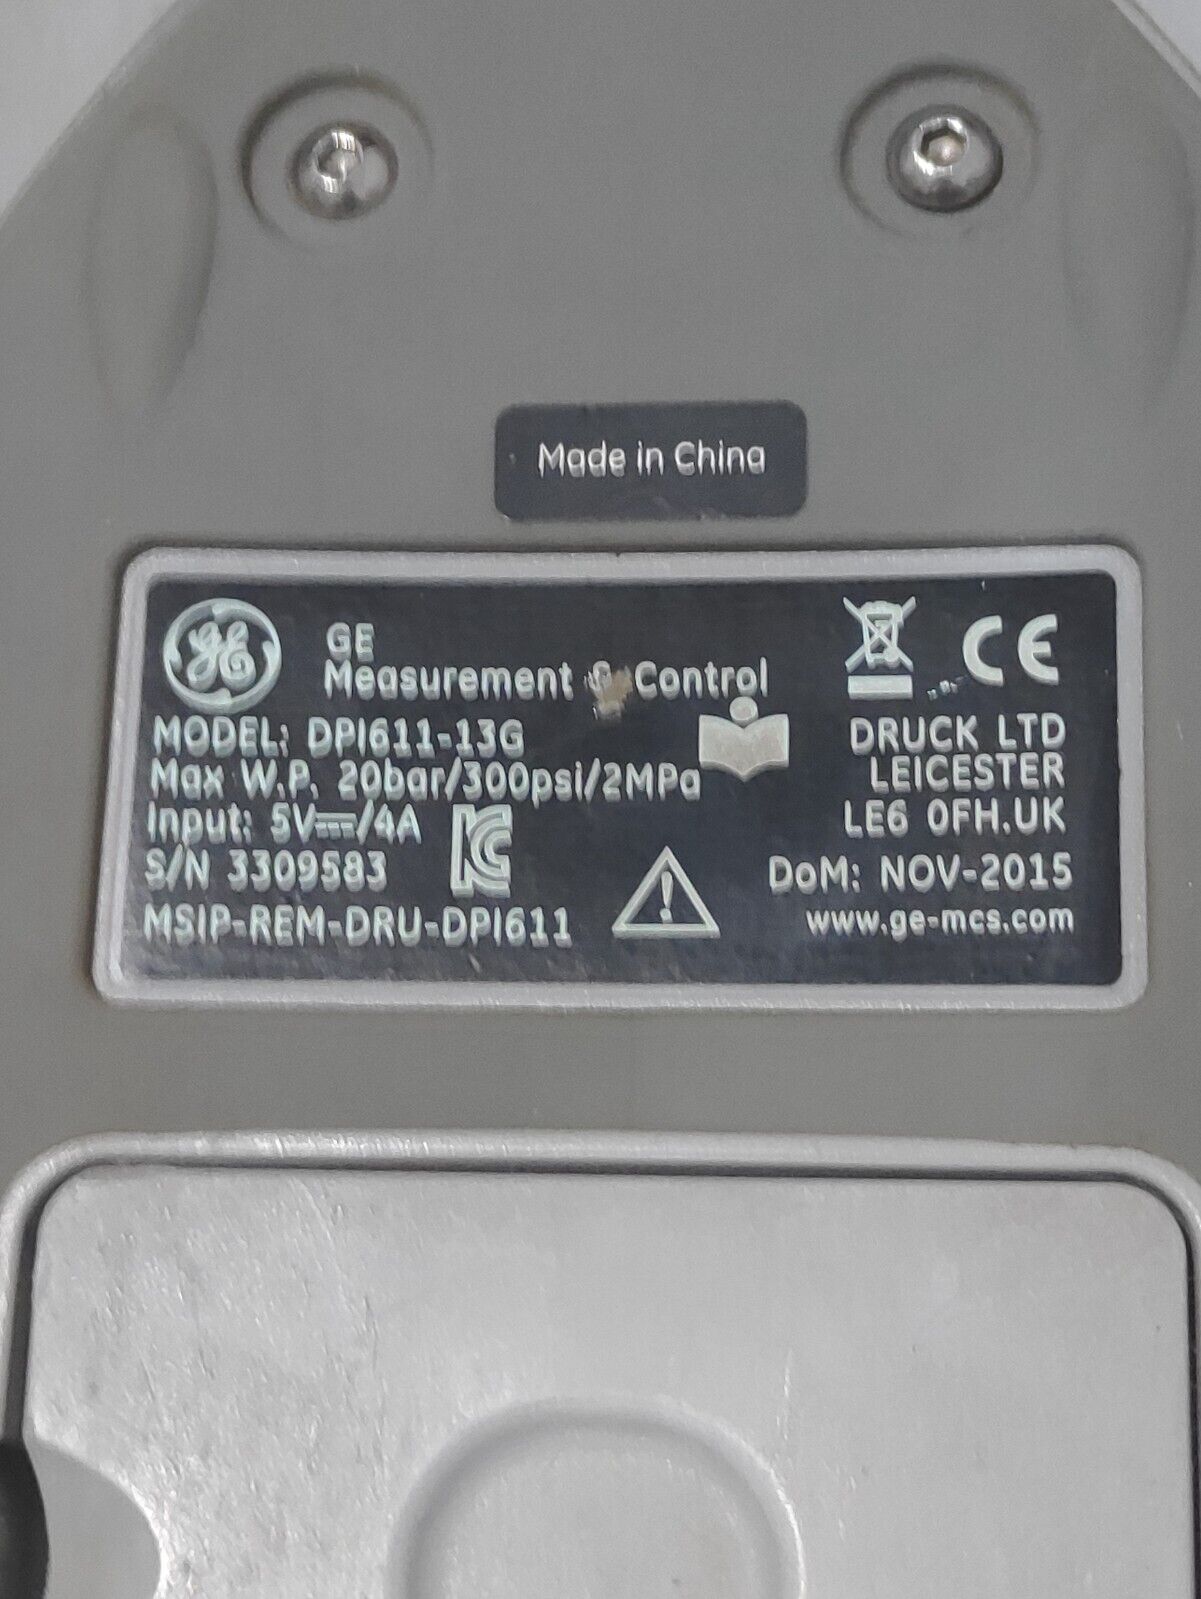 Made in China
GE
Measurement & Control
MODEL: DPI611-13G
Max W.P. 20bar/300psi/2MPa
Input: 5V⎓/4A
S/N 3309583
MSIP-REM-DRU-DPI611
CE
DRUCK LTD
LEICESTER
LE6 0FH.UK
DoM: NOV-2015
www.ge-mcs.com